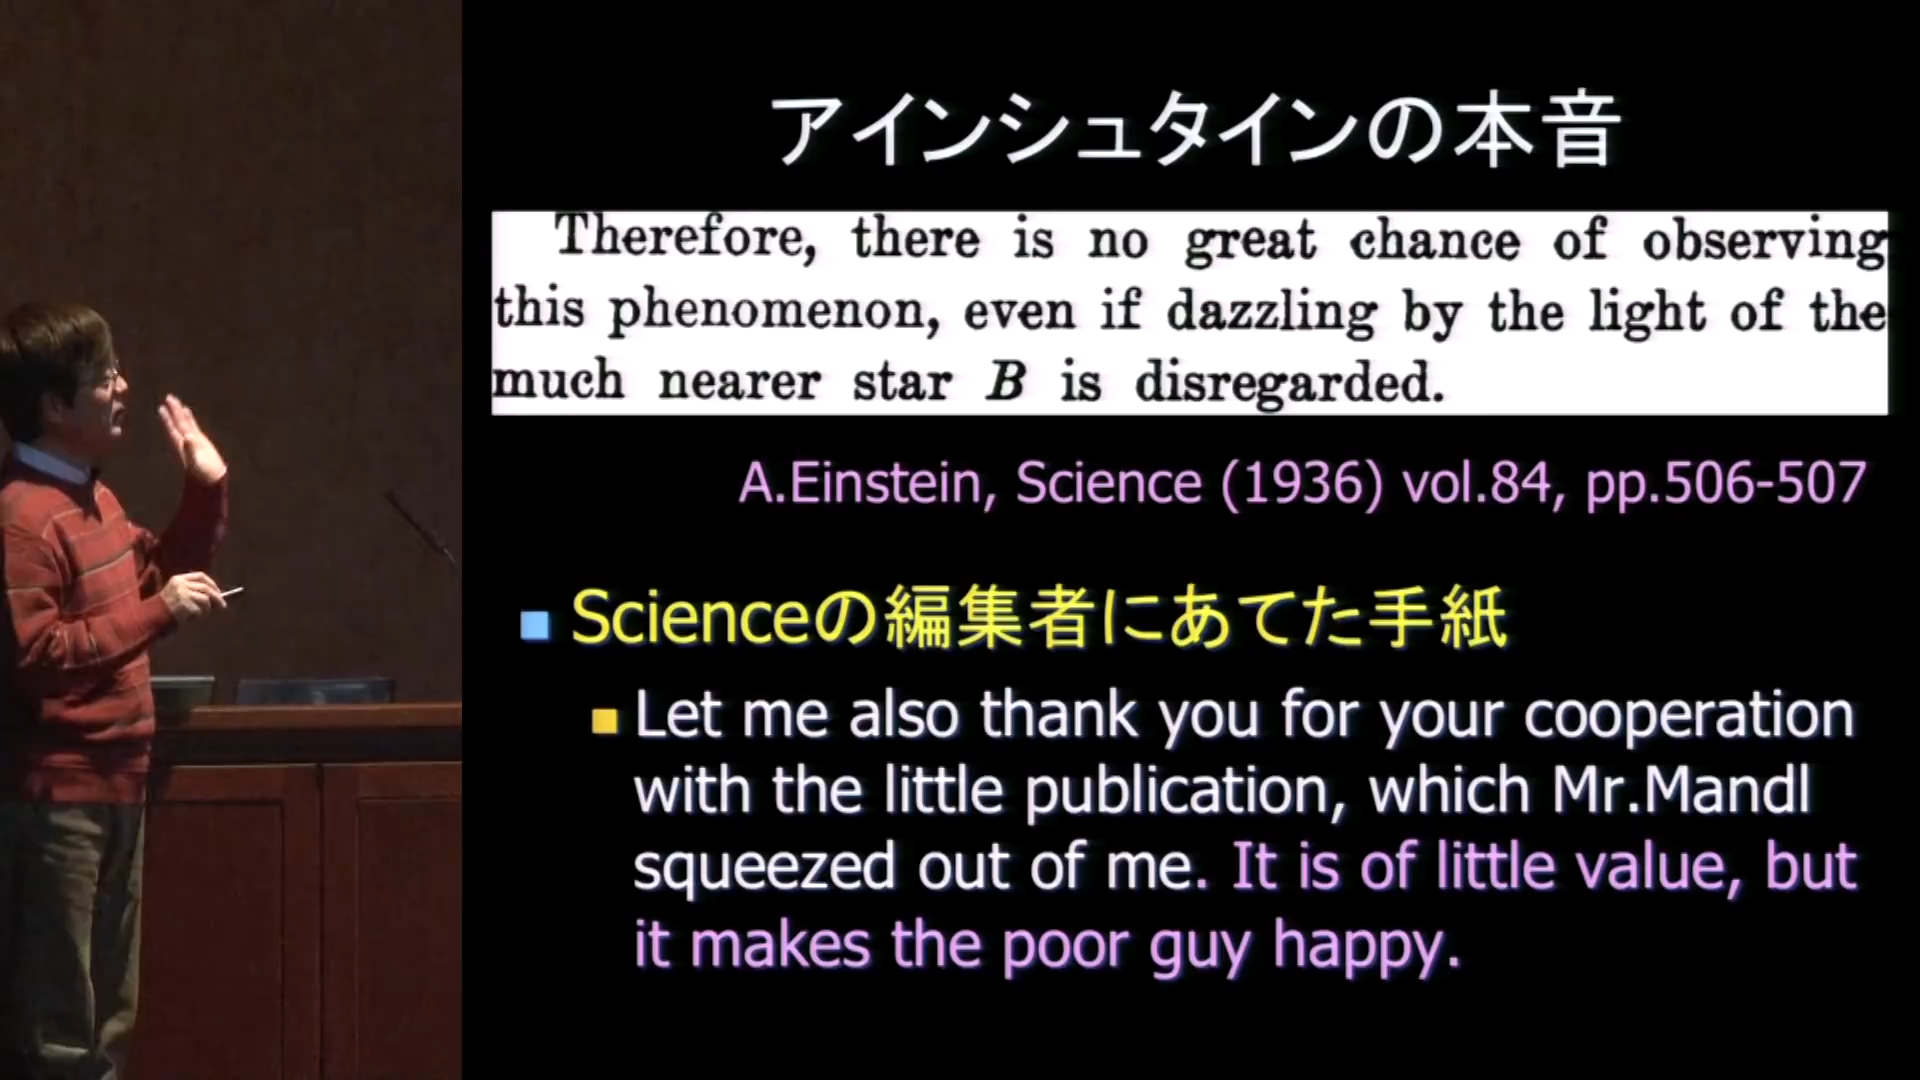 アインシュタインの本音
Therefore, there is no great chance of observing
this phenomenon, even if dazzling by the light of the
much nearer star B is disregarded.
A.Einstein, Science (1936) vol.84, pp.506-507
Scienceの編集者にあてた手紙
Let me also thank you for your cooperation
with the little publication, which Mr.Mandl
squeezed out of me. It is of little value, but
it makes the poor guy happy.